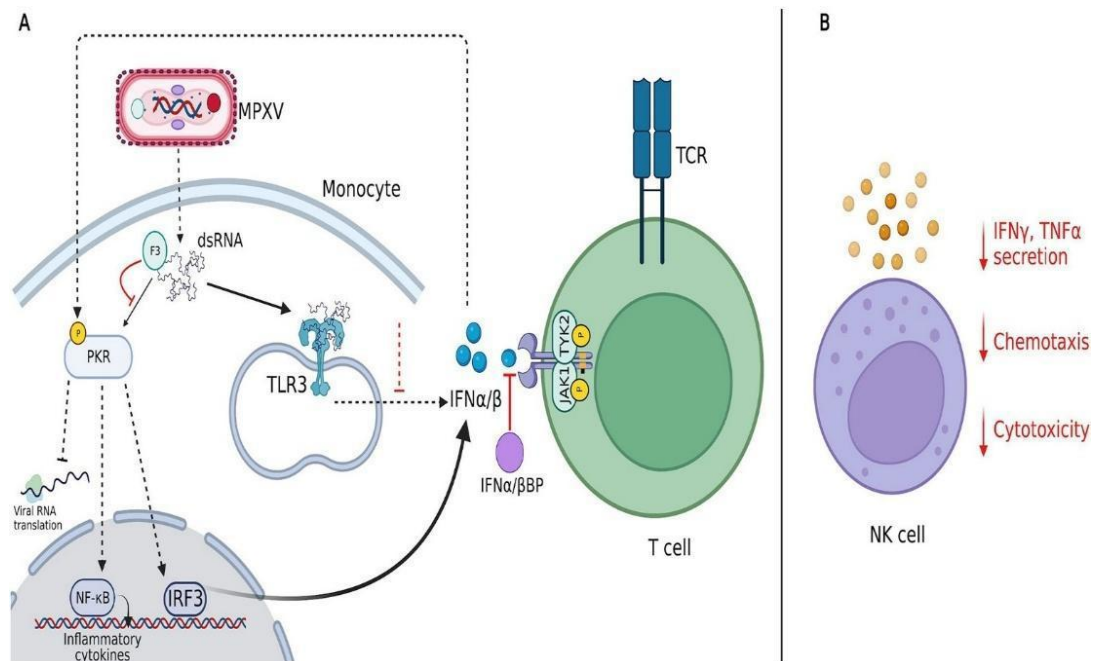 A
B
MPXV
TCR
Monocyte
F3
dsRNA
IFNγ, TNFα
secretion
P
PKR
TLR3
IFNα/β
TYK2
P
JAK1
P
Chemotaxis
Cytotoxicity
IFNα/βBP
Viral RNA
translation
T cell
NK cell
NF-κB
IRF3
Inflammatory
cytokines